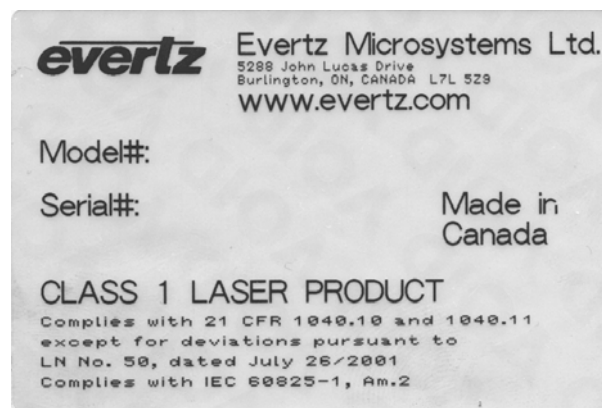 evertz
Evertz Microsystems Ltd.
5288 John Lucas Drive
Burlington, ON, CANADA L7L 5Z9
www.evertz.com
Model#:
Serial#:
Made in
Canada
CLASS 1 LASER PRODUCT
Complies with 21 CFR 1040.10 and 1040.11
except for deviations pursuant to
LN No. 50, dated July 26/2001
Complies with IEC 60825-1, Am.2